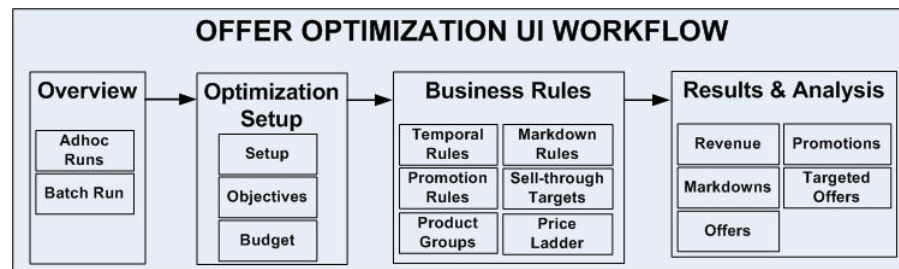 OFFER OPTIMIZATION UI WORKFLOW
Overview
Adhoc
Runs
Batch Run
Optimization
Setup
Setup
Objectives
Budget
Business Rules
Temporal
Rules
Markdown
Rules
Promotion
Rules
Sell-through
Targets
Product
Groups
Price
Ladder
Results & Analysis
Revenue
Promotions
Markdowns
Targeted
Offers
Offers